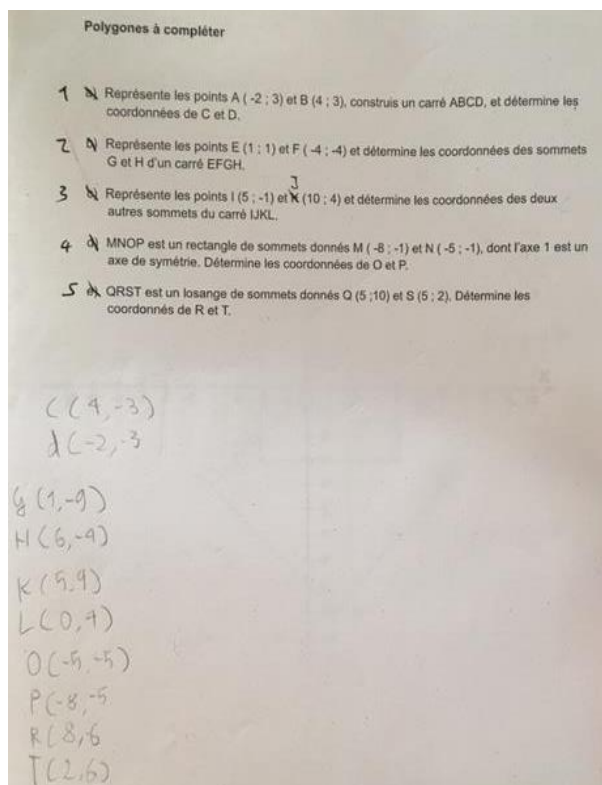 Polygones à compléter
1 a) Représente les points A ( -2 ; 3) et B (4 ; 3), construis un carré ABCD, et détermine les
coordonnées de C et D.
2 b) Représente les points E (1 ; 1) et F ( -4 ; -4) et détermine les coordonnées des sommets
G et H d'un carré EFGH.
J
3 b) Représente les points I (5 ; -1) et K (10 ; 4) et détermine les coordonnées des deux
autres sommets du carré IJKL.
4 d) MNOP est un rectangle de sommets donnés M ( -8 ; -1) et N ( -5 ; -1), dont l'axe 1 est un
axe de symétrie. Détermine les coordonnées de O et P.
5 QRST est un losange de sommets donnés Q (5 ;10) et S (5 ; 2). Détermine les
coordonnés de R et T.
C(4,-3)
d(-2,-3
G(1,-9)
H(6,-4)
K(5,9)
L(0,4)
O(-5,-5)
P(-8,-5
R(8,6
T(2,6)